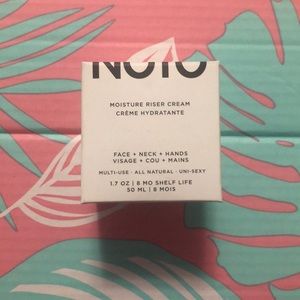 NOTO
MOISTURE RISER CREAM
CRÈME HYDRATANTE
FACE + NECK + HANDS
VISAGE + COU + MAINS
MULTI-USE · ALL NATURAL · UNI-SEXY
1.7 OZ | 8 MO SHELF LIFE
50 ML | 8 MOIS